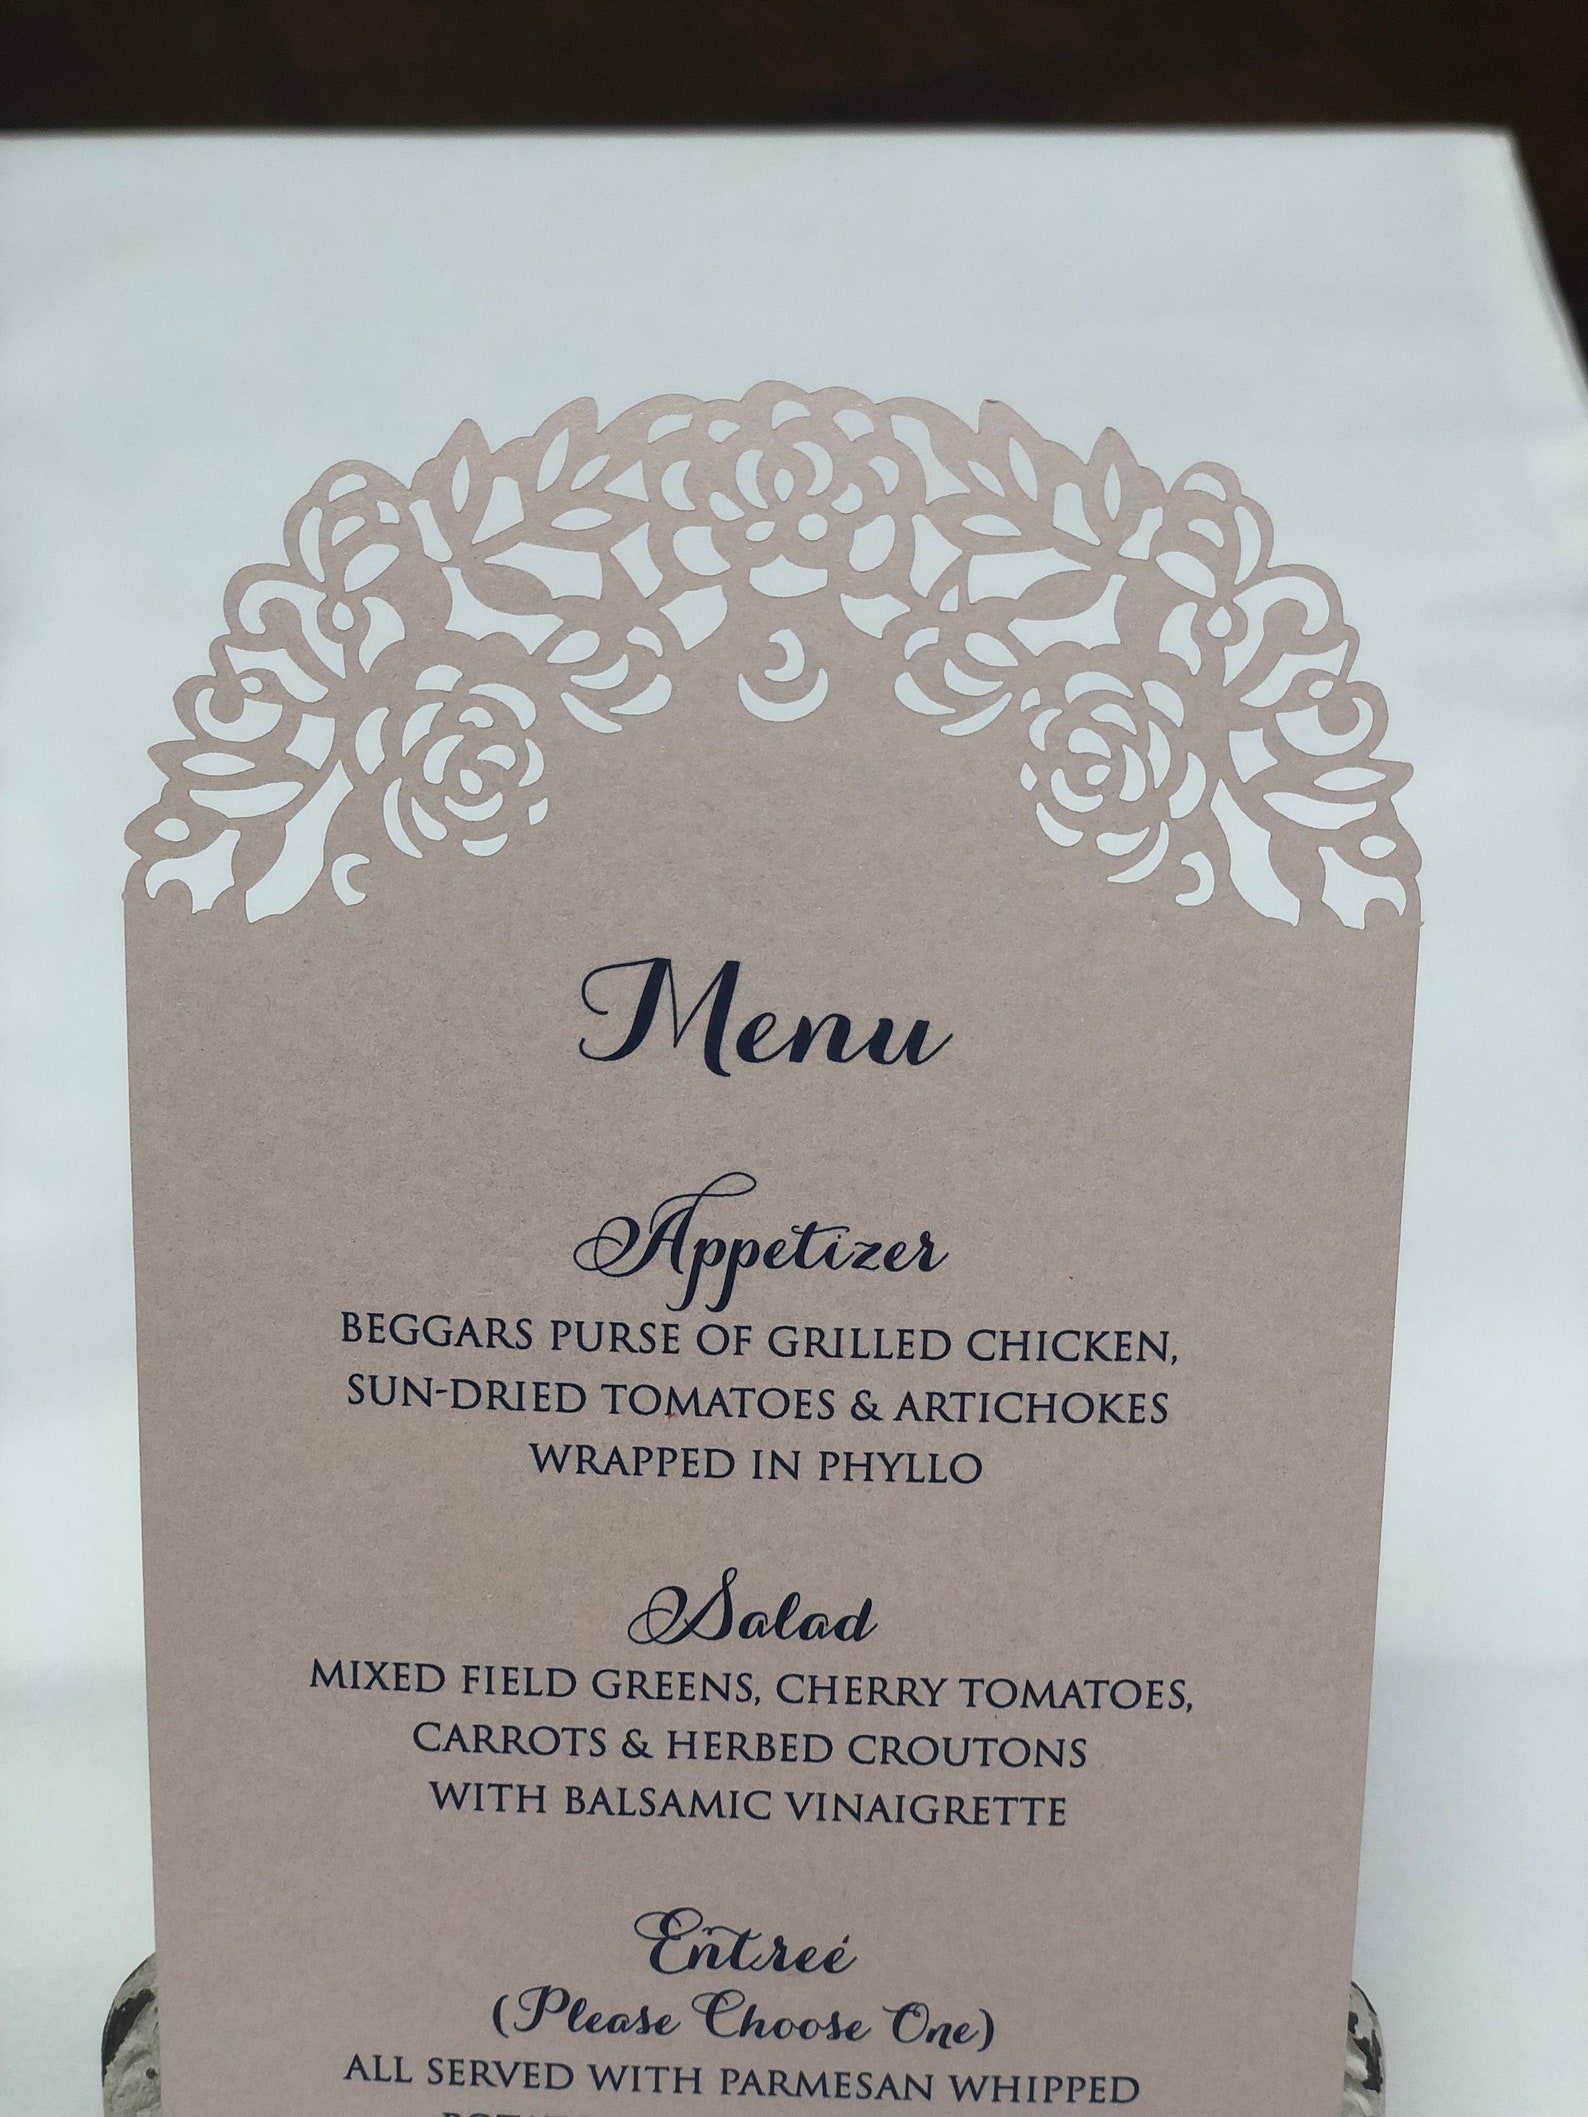 Menu
Appetizer
BEGGARS PURSE OF GRILLED CHICKEN,
SUN-DRIED TOMATOES & ARTICHOKES
WRAPPED IN PHYLLO
Salad
MIXED FIELD GREENS, CHERRY TOMATOES,
CARROTS & HERBED CROUTONS
WITH BALSAMIC VINAIGRETTE
Entreé
(Please Choose One)
ALL SERVED WITH PARMESAN WHIPPED